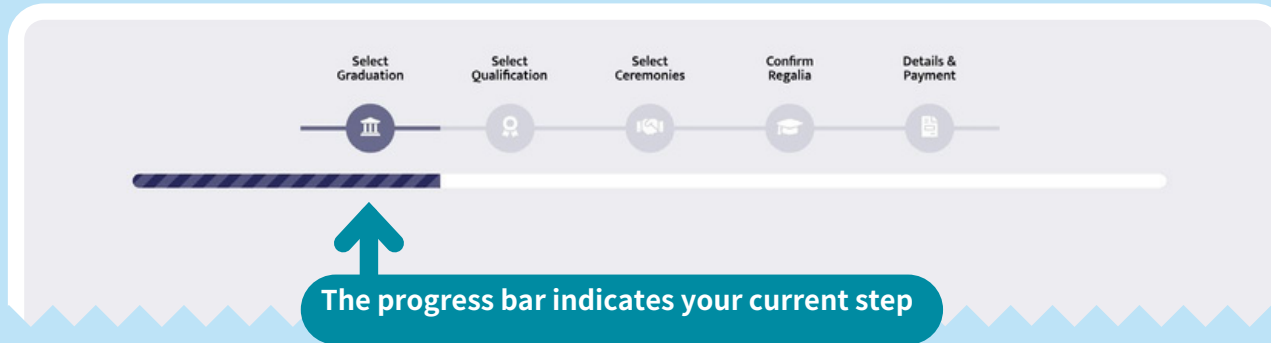 Select
Graduation
Select
Qualification
Select
Ceremonies
Confirm
Regalia
Details &
Payment
The progress bar indicates your current step